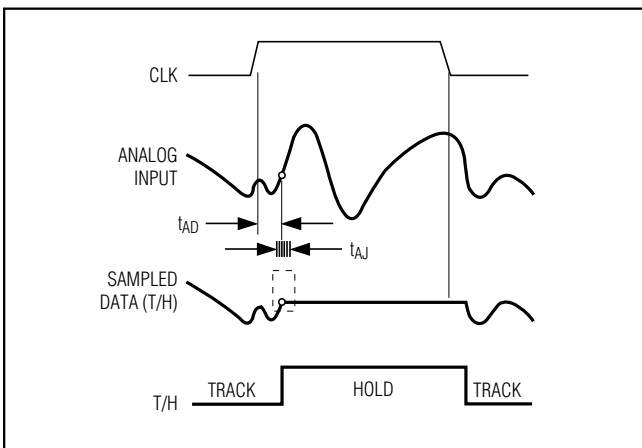 CLK
ANALOG
INPUT
tAD
tAJ
SAMPLED
DATA (T/H)
TRACK HOLD TRACK
T/H